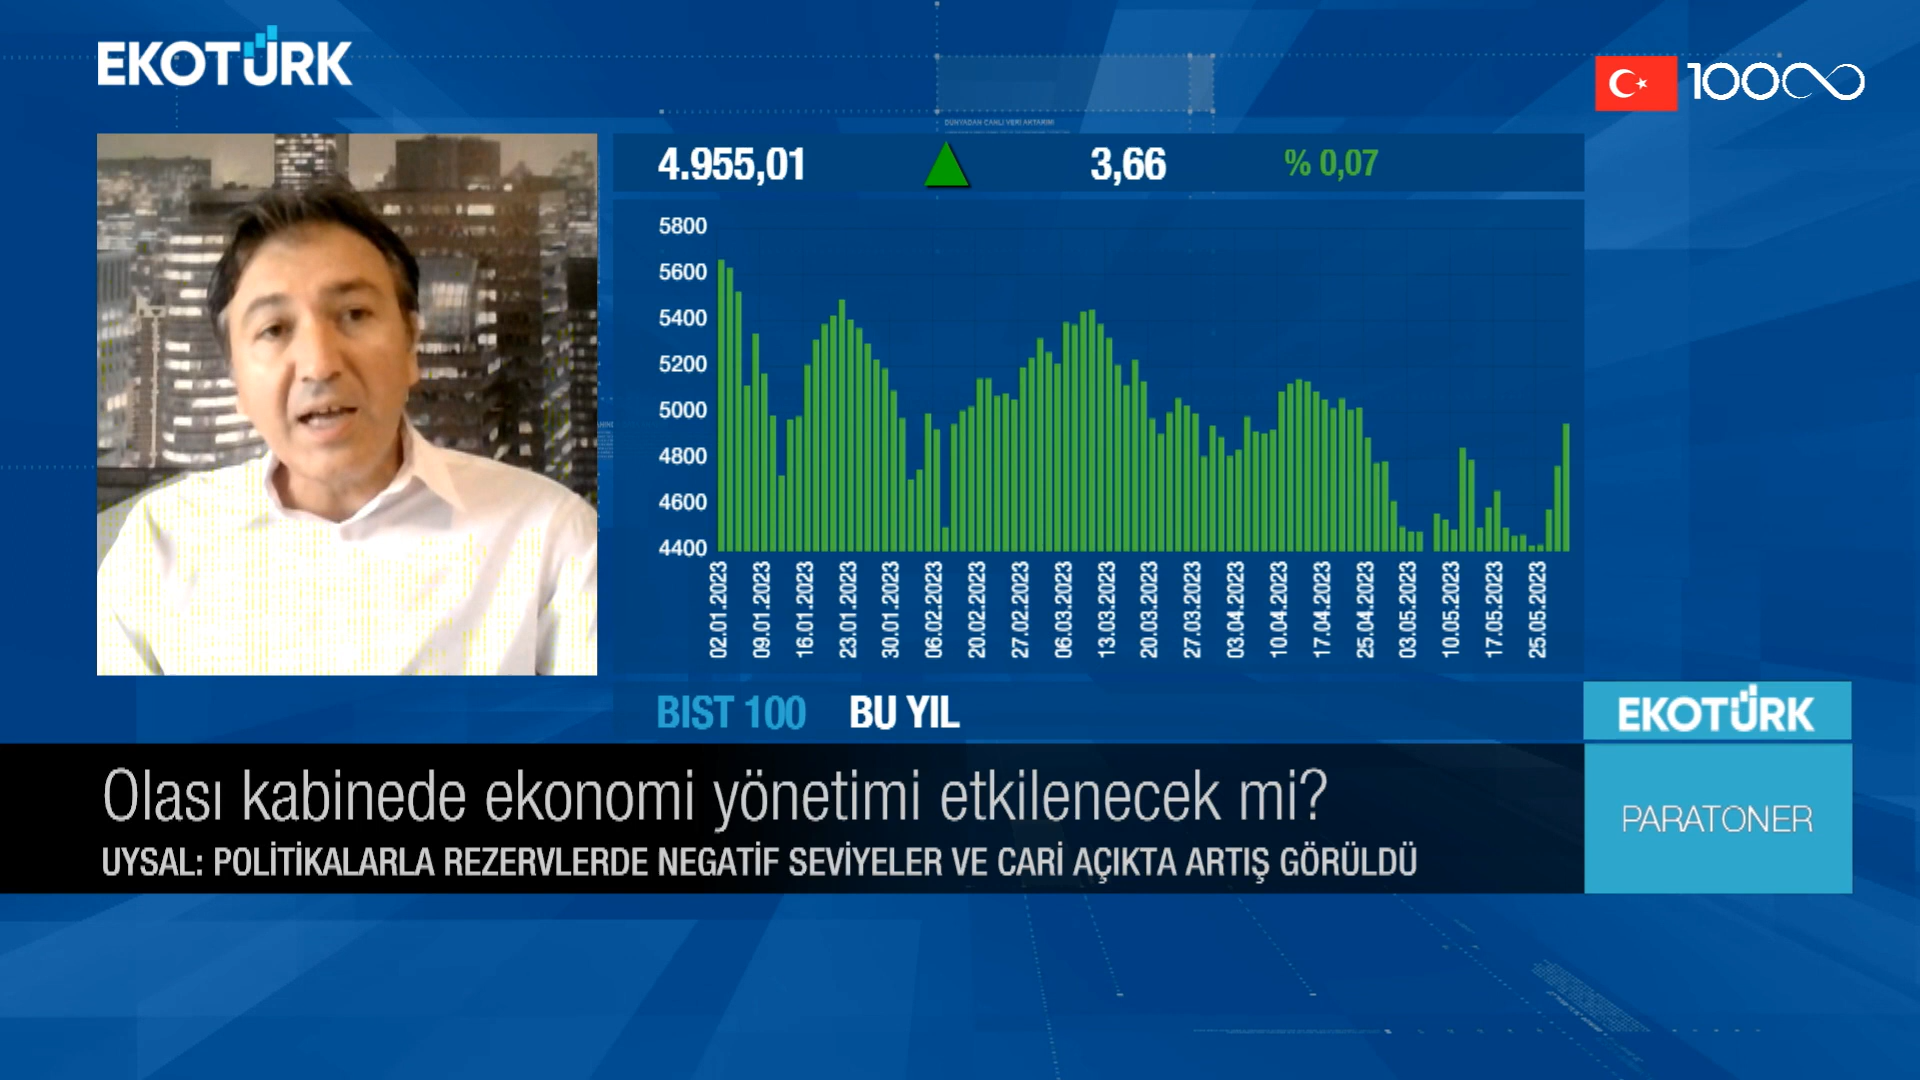 EKOTÜRK
100
DÜNYADAN CANLI VERİ AKTARIMI
4.955,01 3,66 % 0,07
5800
5600
5400
5200
5000
4800
4600
4400
02.01.2023 09.01.2023 16.01.2023 23.01.2023 30.01.2023 06.02.2023 20.02.2023 27.02.2023 06.03.2023 13.03.2023 20.03.2023 27.03.2023 03.04.2023 10.04.2023 17.04.2023 25.04.2023 03.05.2023 10.05.2023 17.05.2023 25.05.2023
BIST 100 BU YIL
EKOTÜRK
Olası kabinede ekonomi yönetimi etkilenecek mi?
PARATONER
UYSAL: POLİTİKALARLA REZERVLERDE NEGATİF SEVİYELER VE CARİ AÇIKTA ARTIŞ GÖRÜLDÜ